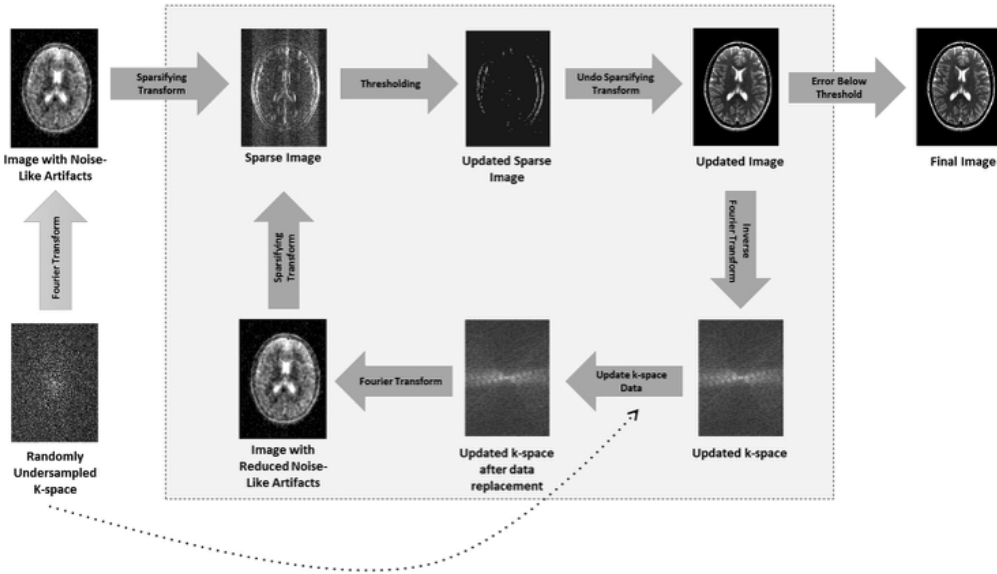 Image with Noise-
Like Artifacts
Sparsifying
Transform
Sparse Image
Thresholding
Updated Sparse
Image
Undo Sparsifying
Transform
Updated Image
Error Below
Threshold
Final Image
Fourier Transform
Sparsifying
Transform
Inverse
Fourier Transform
Randomly
Undersampled
K-space
Image with
Reduced Noise-
Like Artifacts
Fourier Transform
Updated k-space
after data
replacement
Update k-space
Data
Updated k-space